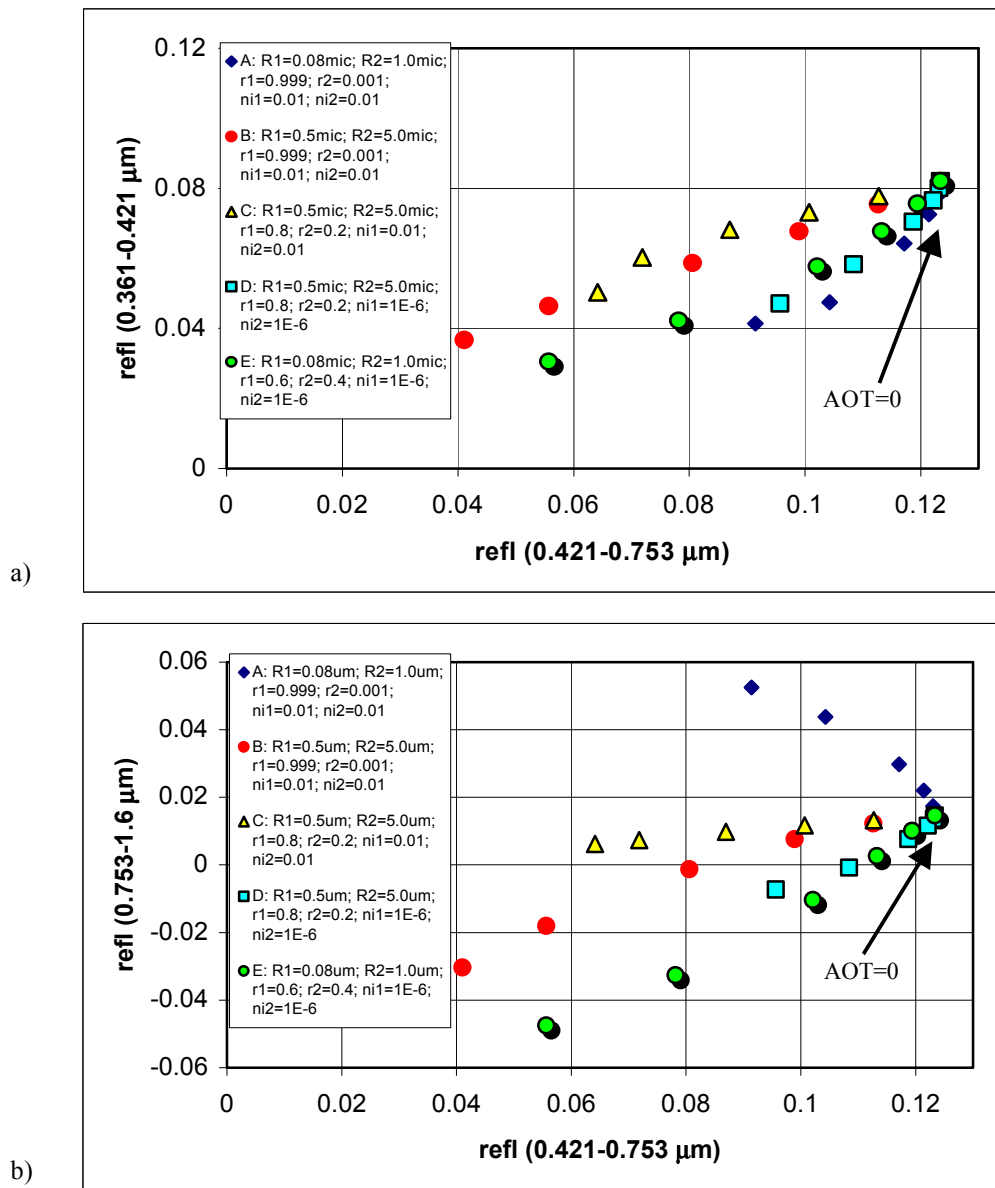 0.12
0.08
0.04
0
refl (0.361-0.421 μm)
A: R1=0.08mic; R2=1.0mic;
r1=0.999; r2=0.001;
ni1=0.01; ni2=0.01
B: R1=0.5mic; R2=5.0mic;
r1=0.999; r2=0.001;
ni1=0.01; ni2=0.01
C: R1=0.5mic; R2=5.0mic;
r1=0.8; r2=0.2; ni1=0.01;
ni2=0.01
D: R1=0.5mic; R2=5.0mic;
r1=0.8; r2=0.2; ni1=1E-6;
ni2=1E-6
E: R1=0.08mic; R2=1.0mic;
r1=0.6; r2=0.4; ni1=1E-6;
ni2=1E-6
AOT=0
0 0.02 0.04 0.06 0.08 0.1 0.12
refl (0.421-0.753 μm)
a)
0.06
0.04
0.02
0
-0.02
-0.04
-0.06
refl (0.753-1.6 μm)
A: R1=0.08um; R2=1.0um;
r1=0.999; r2=0.001;
ni1=0.01; ni2=0.01
B: R1=0.5um; R2=5.0um;
r1=0.999; r2=0.001;
ni1=0.01; ni2=0.01
C: R1=0.5um; R2=5.0um;
r1=0.8; r2=0.2; ni1=0.01;
ni2=0.01
D: R1=0.5um; R2=5.0um;
r1=0.8; r2=0.2; ni1=1E-6;
ni2=1E-6
E: R1=0.08um; R2=1.0um;
r1=0.6; r2=0.4; ni1=1E-6;
ni2=1E-6
AOT=0
0 0.02 0.04 0.06 0.08 0.1 0.12
refl (0.421-0.753 μm)
b)